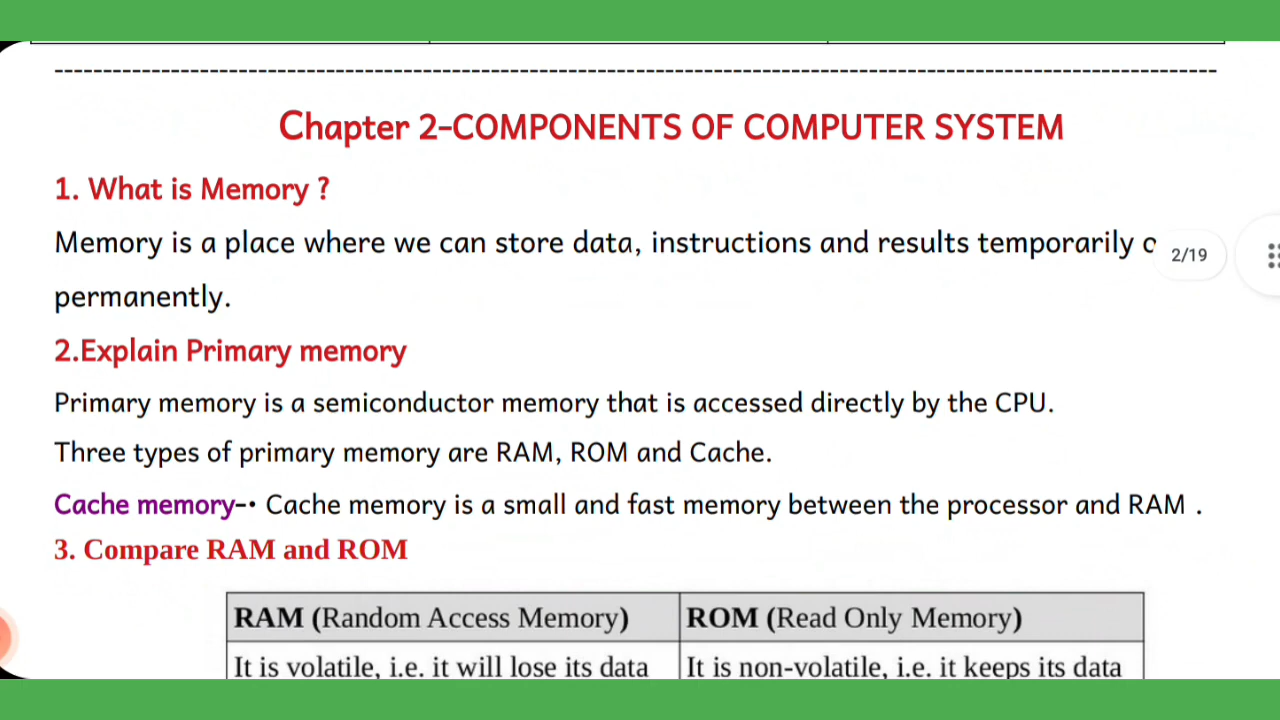 --------------------------------------------------------------------------------------------------------------------------
Chapter 2-COMPONENTS OF COMPUTER SYSTEM
1. What is Memory ?
Memory is a place where we can store data, instructions and results temporarily
2/19
permanently.
2.Explain Primary memory
Primary memory is a semiconductor memory that is accessed directly by the CPU.
Three types of primary memory are RAM, ROM and Cache.
Cache memory-• Cache memory is a small and fast memory between the processor and RAM .
3. Compare RAM and ROM
RAM (Random Access Memory) ROM (Read Only Memory)
It is volatile, i.e. it will lose its data It is non-volatile, i.e. it keeps its data